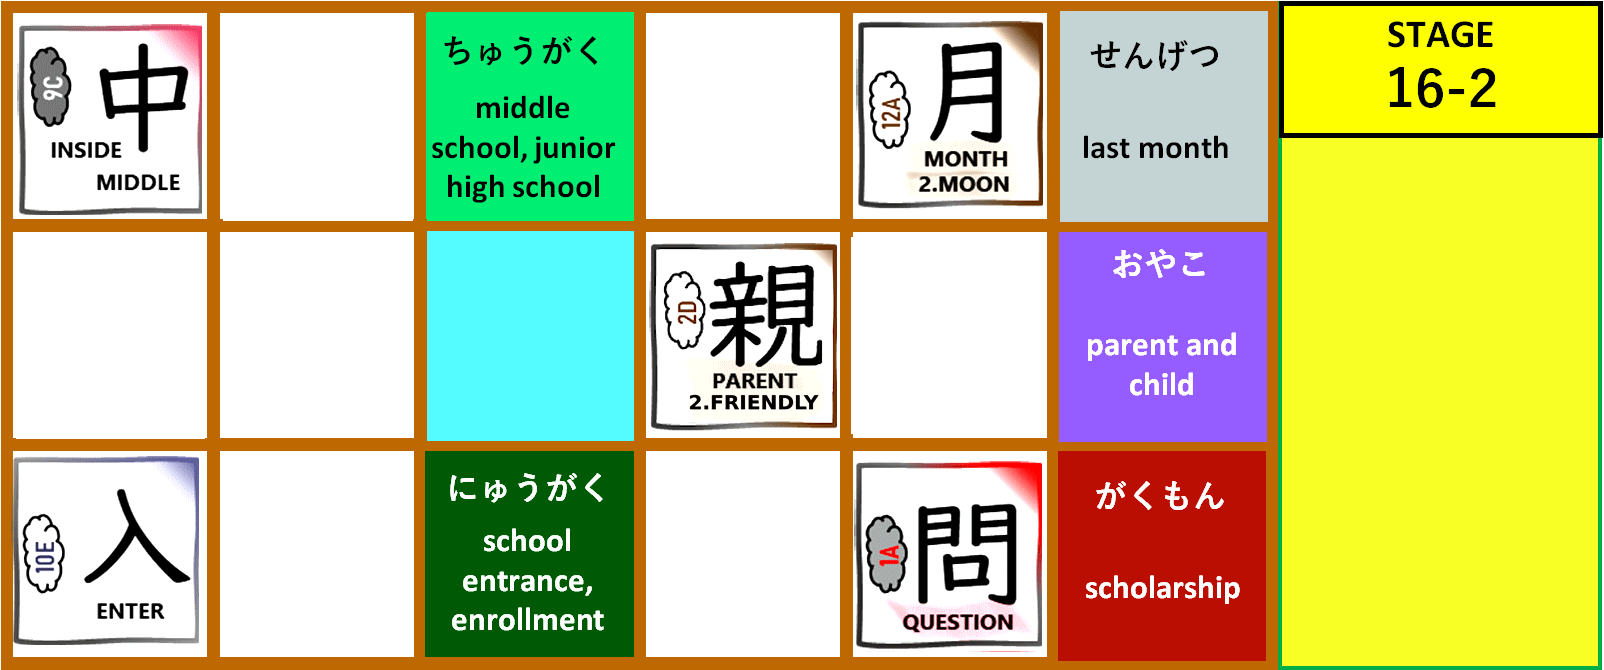 9C
中
INSIDE
MIDDLE
ちゅうがく
middle
school, junior
high school
12A
月
MONTH
2.MOON
せんげつ
last month
STAGE
16-2
2D
親
PARENT
2.FRIENDLY
おやこ
parent and
child
10E
入
ENTER
にゅうがく
school
entrance,
enrollment
1A
問
QUESTION
がくもん
scholarship